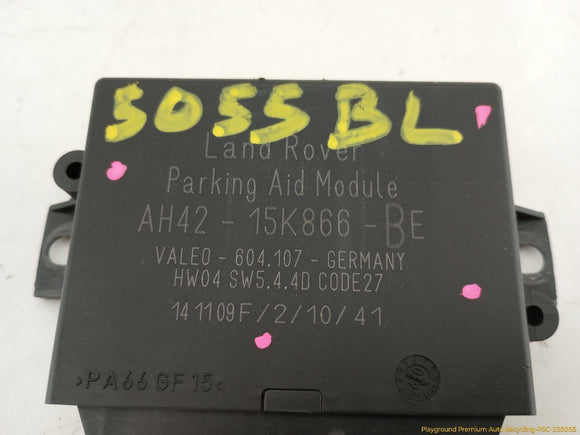 5055BL
Land Rover
Parking Aid Module
AH42 - 15K866 - BE
VALEO - 604.107 - GERMANY
HW04 SW5.4.4D CODE27
141109F/2/10/41
>PA66 GF15<
Playground Premium Auto Recycling-PSC-255055